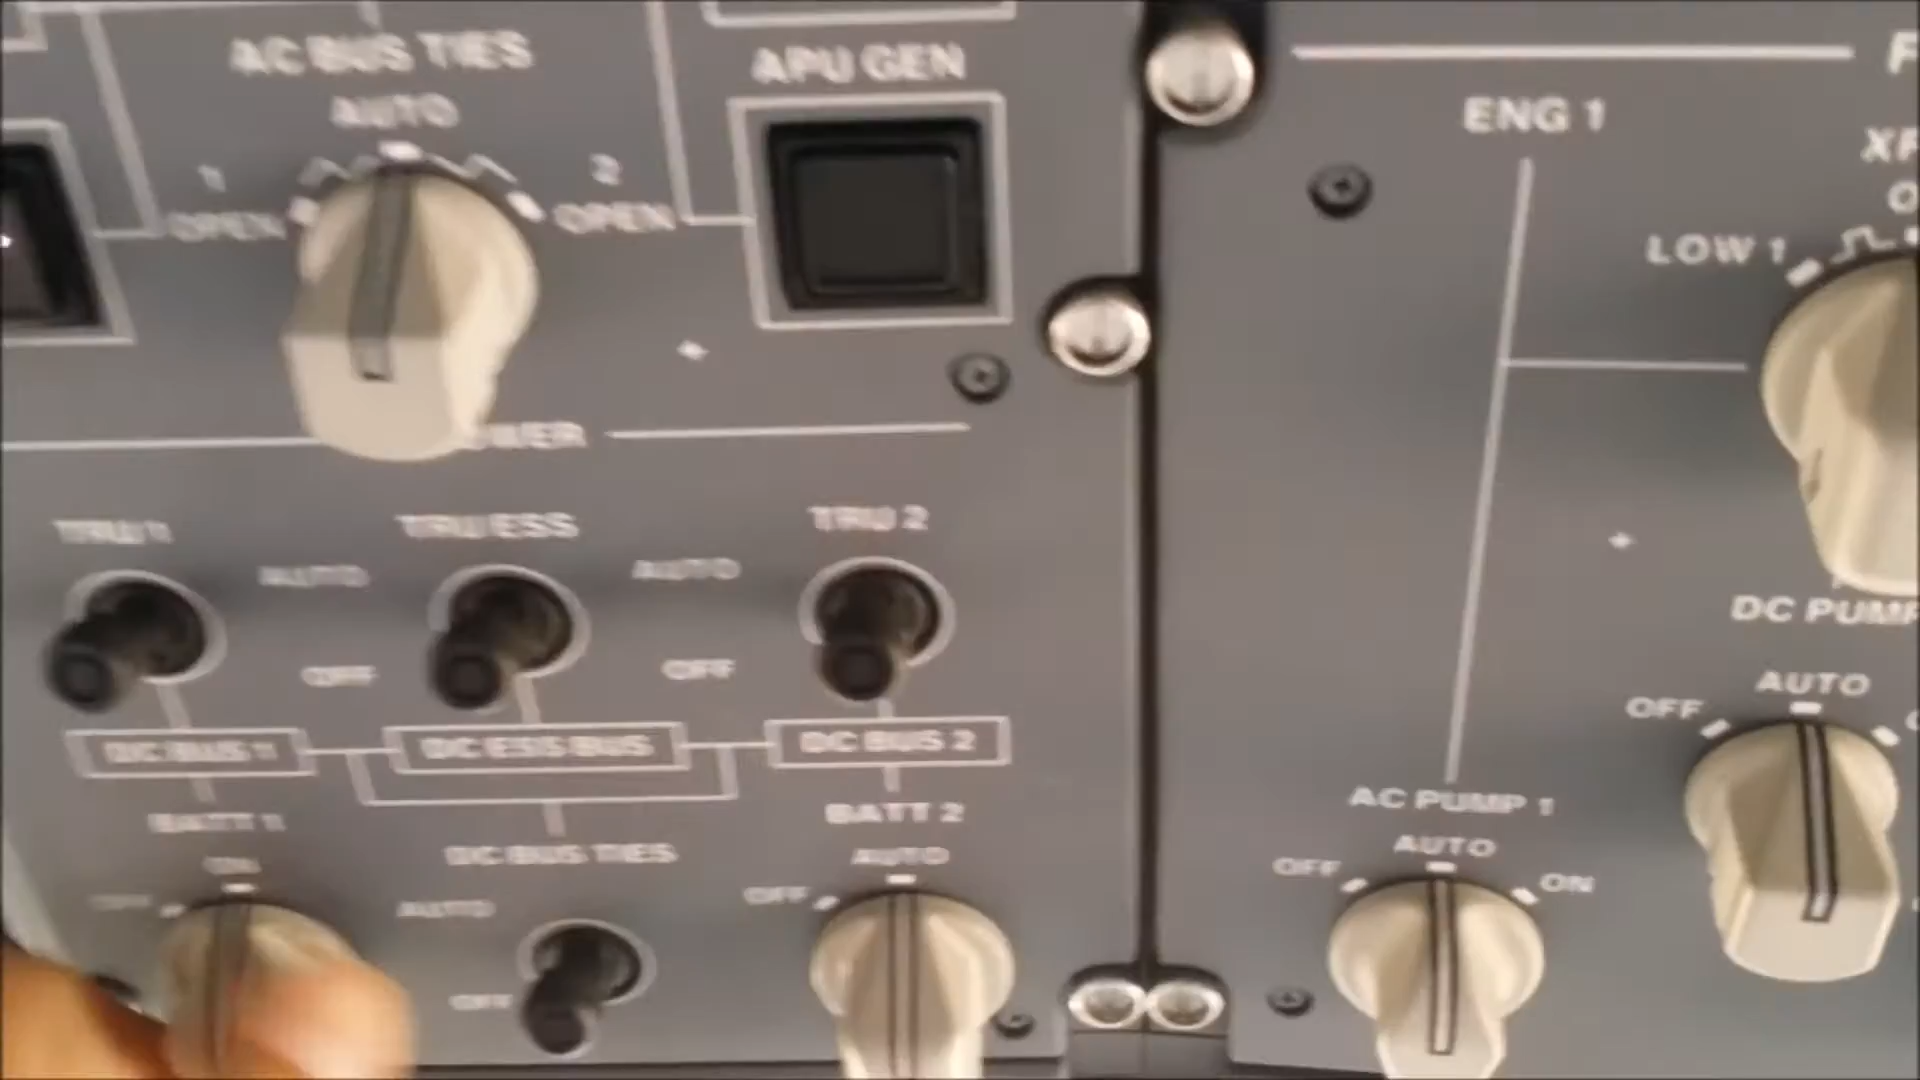 AC BUS TIES
AUTO
1
2
OPEN
OPEN
APU GEN
ENG 1
LOW 1
TRU 1
TRU ESS
TRU 2
AUTO
AUTO
OFF
OFF
DC BUS 1
DC ESS BUS
DC BUS 2
BATT 1
DC BUS TIES
BATT 2
ON
OFF
AUTO
OFF
OFF
AUTO
DC PUMP
OFF
AUTO
AC PUMP 1
OFF
AUTO
ON